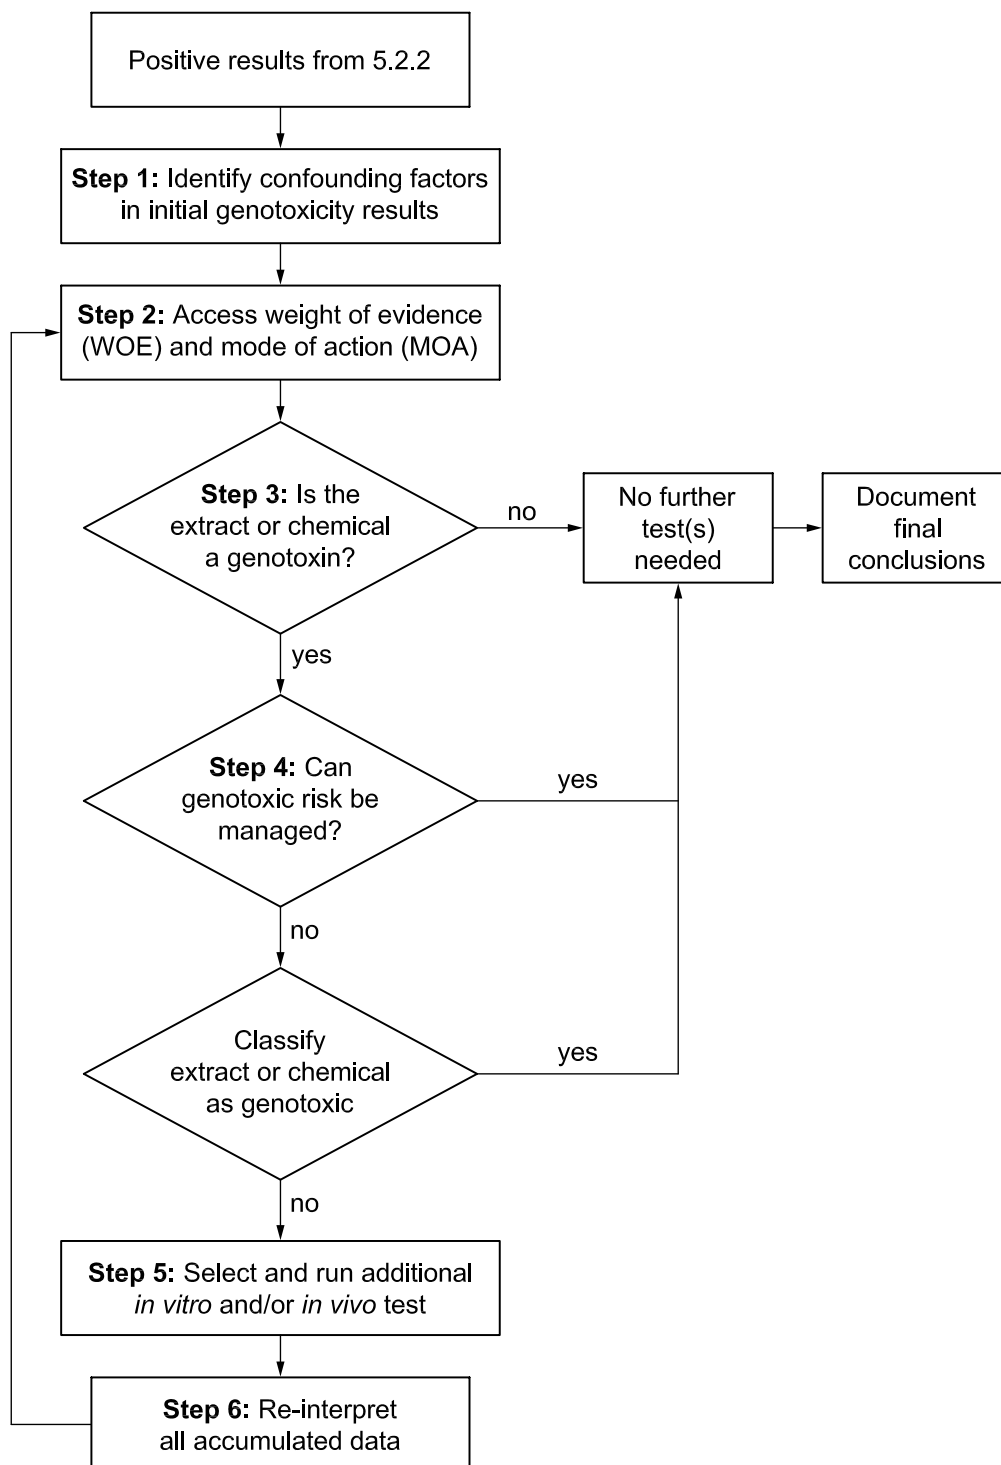 Positive results from 5.2.2
Step 1: Identify confounding factors
in initial genotoxicity results
Step 2: Access weight of evidence
(WOE) and mode of action (MOA)
Step 3: Is the
extract or chemical
a genotoxin?
no
No further
test(s)
needed
Document
final
conclusions
yes
Step 4: Can
genotoxic risk be
managed?
yes
no
Classify
extract or chemical
as genotoxic
yes
no
Step 5: Select and run additional
in vitro and/or in vivo test
Step 6: Re-interpret
all accumulated data